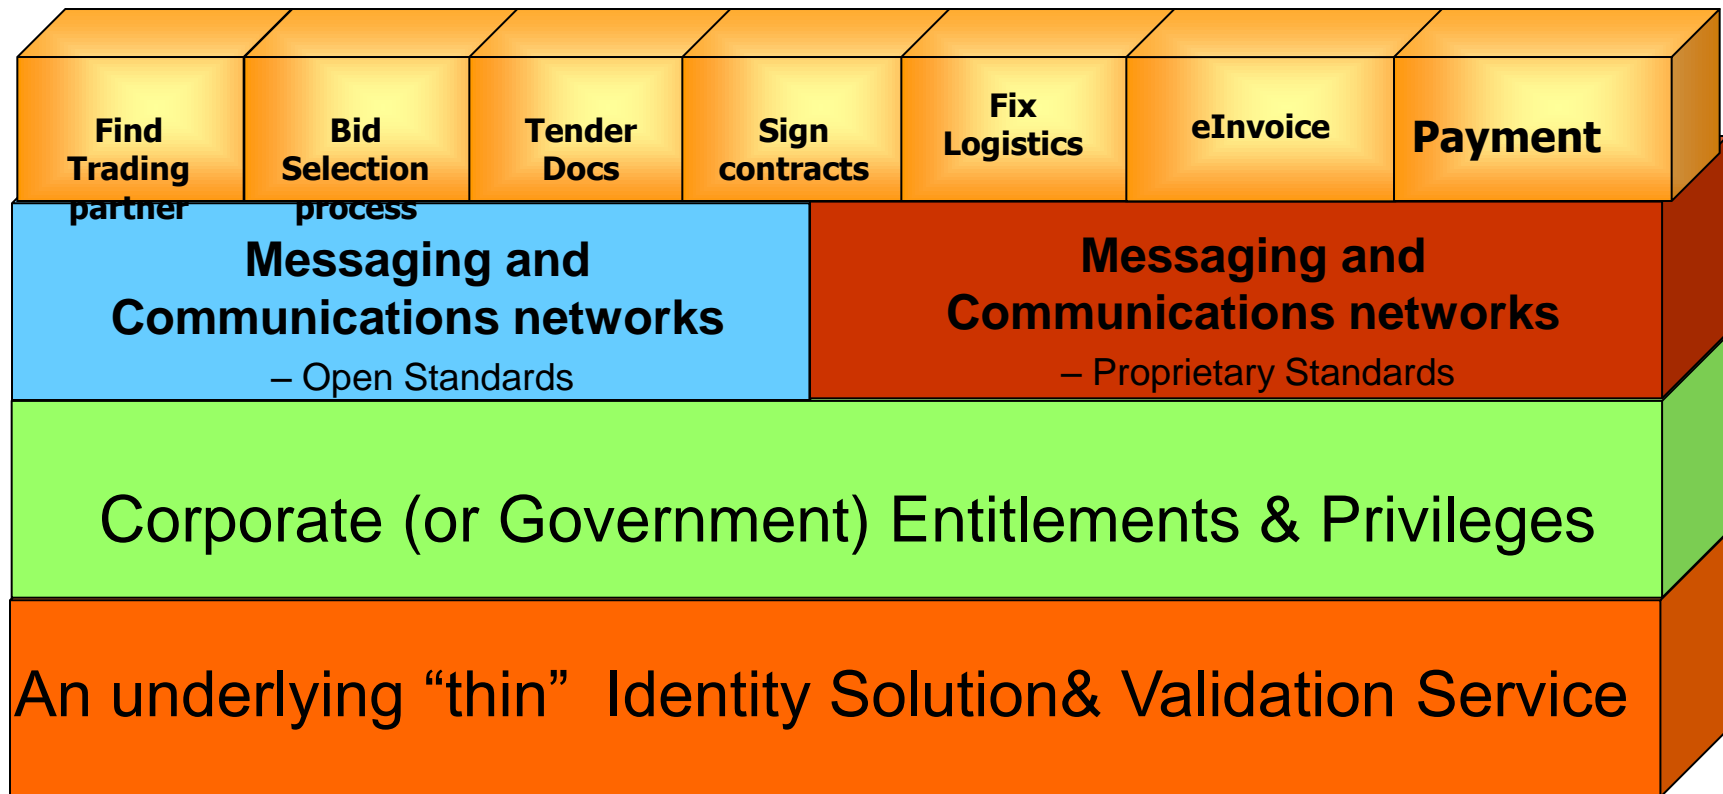 Find
Trading
partner
Bid
Selection
process
Tender
Docs
Sign
contracts
Fix
Logistics
eInvoice
Payment
Messaging and
Communications networks
– Open Standards
Messaging and
Communications networks
– Proprietary Standards
Corporate (or Government) Entitlements & Privileges
An underlying “thin”  Identity Solution& Validation Service